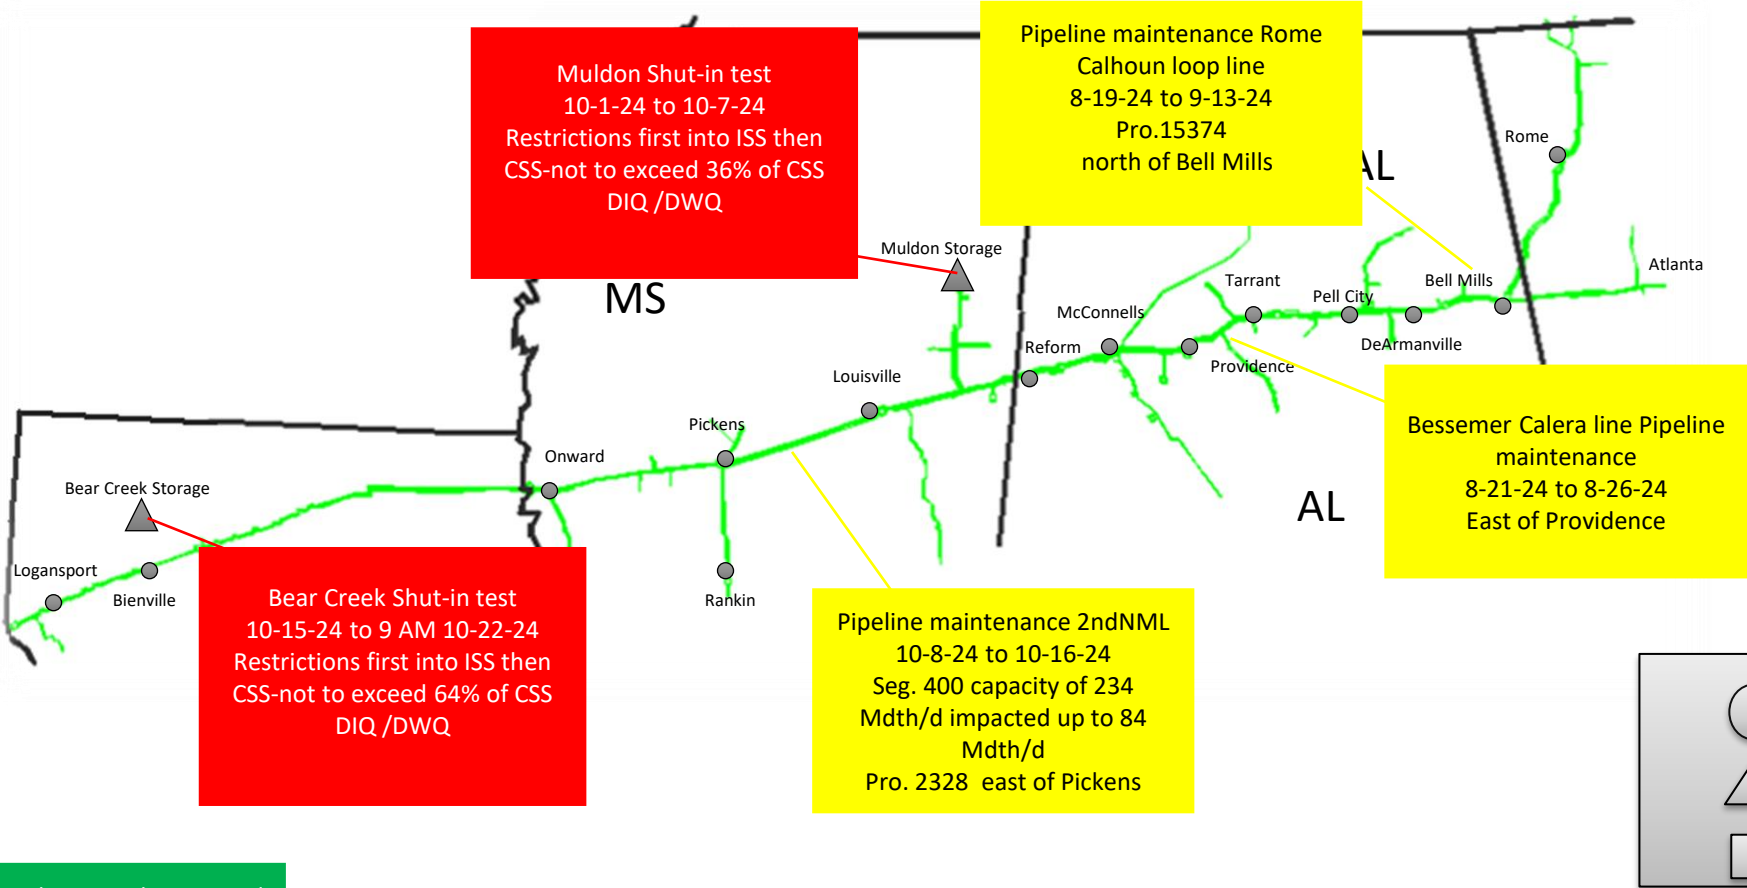 Muldon Shut-in test
10-1-24 to 10-7-24
Restrictions first into ISS then
CSS-not to exceed 36% of CSS
DIQ /DWQ
Pipeline maintenance Rome
Calhoun loop line
8-19-24 to 9-13-24
Pro.15374
north of Bell Mills
AL
Rome
MS
Muldon Storage
Atlanta
Tarrant
Bell Mills
Pell City
McConnells
DeArmanville
Reform
Providence
Louisville
Pickens
Onward
Bear Creek Storage
AL
Bessemer Calera line Pipeline
maintenance
8-21-24 to 8-26-24
East of Providence
Logansport
Bienville
Rankin
Bear Creek Shut-in test
10-15-24 to 9 AM 10-22-24
Restrictions first into ISS then
CSS-not to exceed 64% of CSS
DIQ /DWQ
Pipeline maintenance 2ndNML
10-8-24 to 10-16-24
Seg. 400 capacity of 234
Mdth/d impacted up to 84
Mdth/d
Pro. 2328  east of Pickens